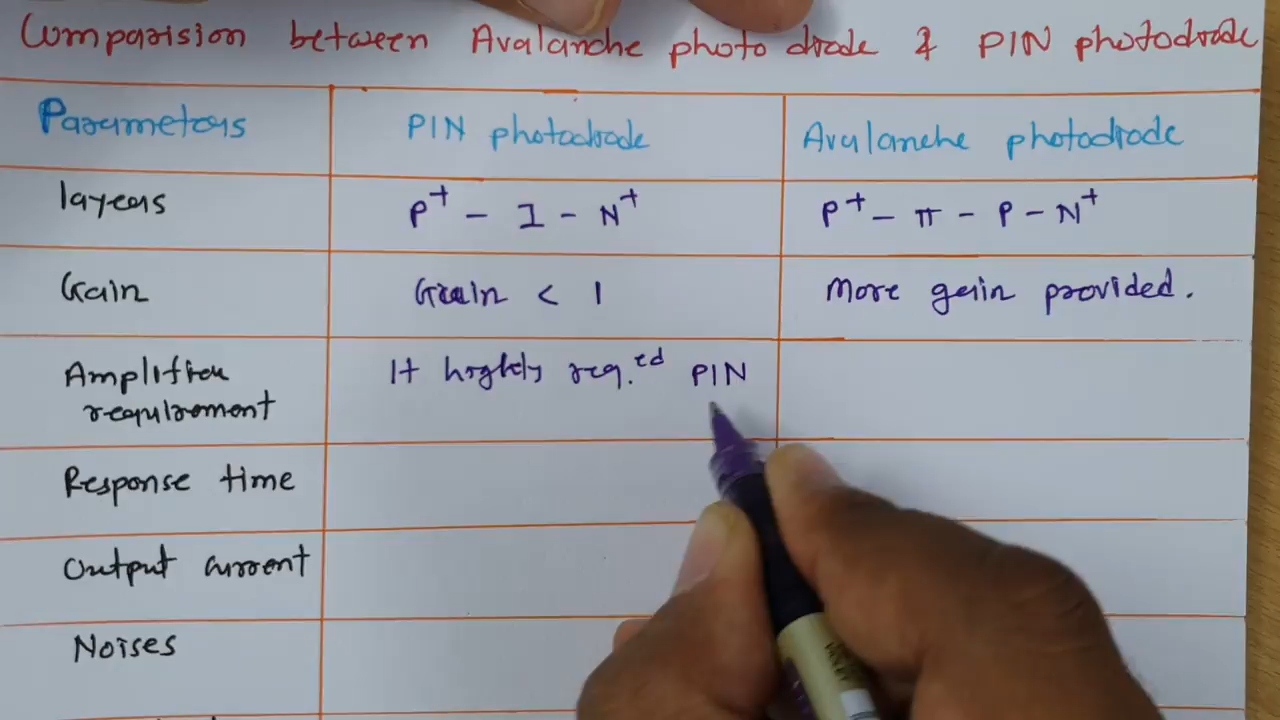 Comparision between Avalanche photo diode & PIN photodiode
Parameters PIN photodiode Avalanche photodiode
layers P+ - I - N+ P+ - π - P - N+
Gain Gain < 1 More gain provided.
Amplifier It highly req.ed PIN
requirement
Response time
Output current
Noises